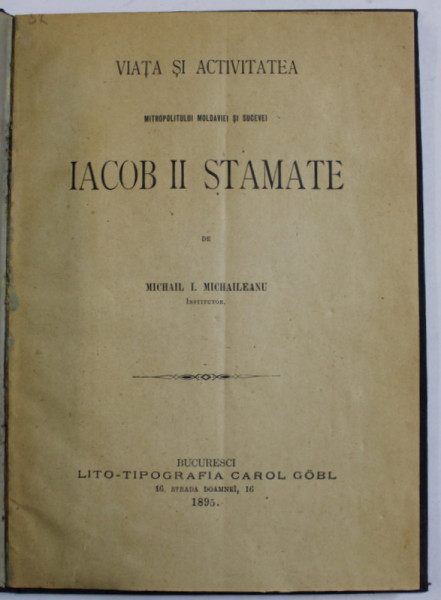 32
VIAȚA ȘI ACTIVITATEA
MITROPOLITULUI MOLDAVIEI ȘI SUCEVEI
IACOB II STAMATE
DE
MICHAIL I. MICHAILEANU
INSTITUTOR.
BUCURESCI
LITO-TIPOGRAFIA CAROL GÖBL
16. STRADA DOAMNEI, 16
1895.